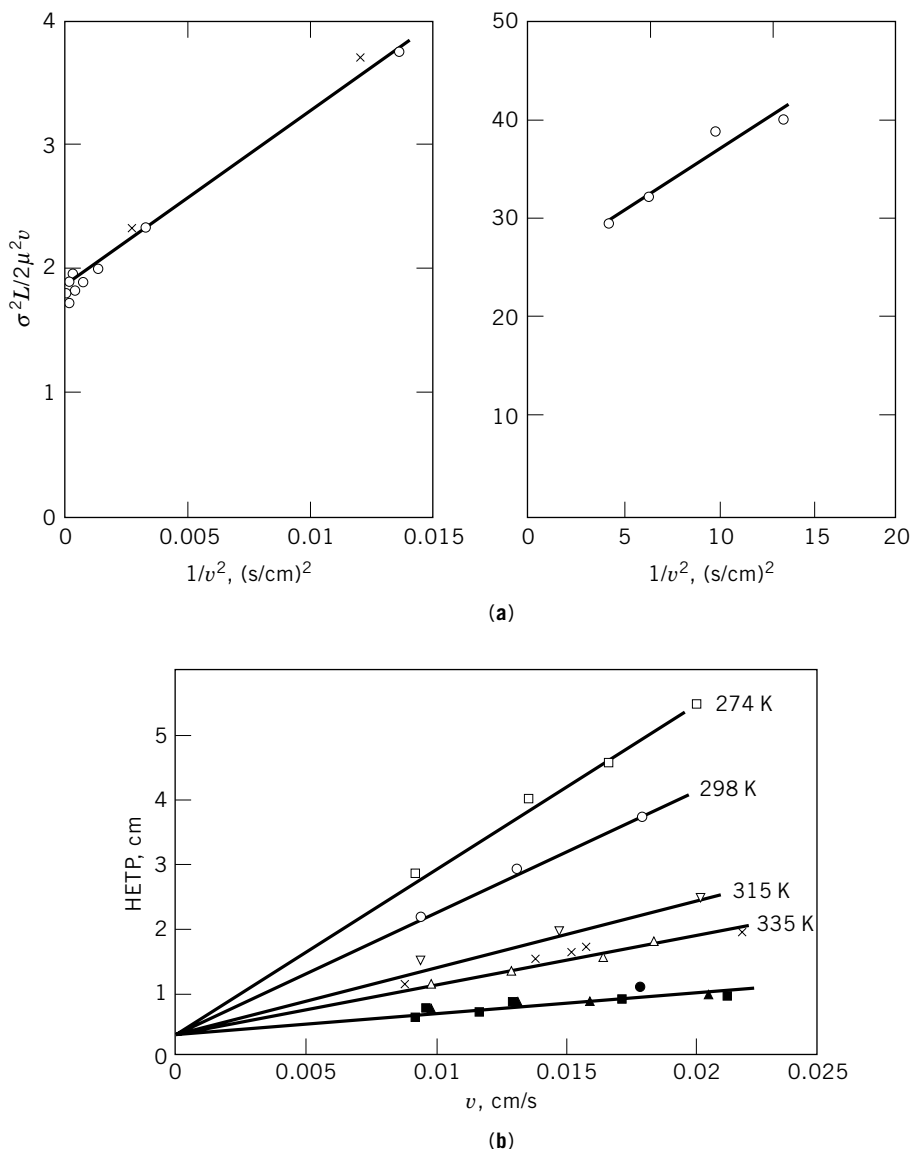 4
3
2
1
0
σ²L/2μ²v
0 0.005 0.01 0.015
1/v², (s/cm)²
50
40
30
20
10
0 5 10 15 20
1/v², (s/cm)²
(a)
5
4
3
2
1
0
HETP, cm
274 K
298 K
315 K
335 K
0 0.005 0.01 0.015 0.02 0.025
v, cm/s
(b)